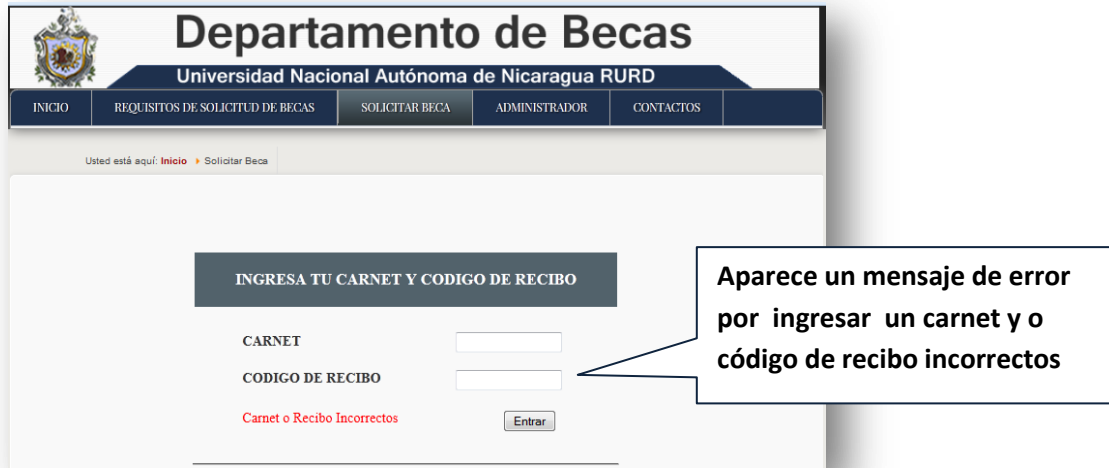 Departamento de Becas
Universidad Nacional Autónoma de Nicaragua RURD
INICIO REQUISITOS DE SOLICITUD DE BECAS SOLICITAR BECA ADMINISTRADOR CONTACTOS
Usted está aquí: Inicio Solicitar Beca
INGRESA TU CARNET Y CODIGO DE RECIBO
CARNET
CODIGO DE RECIBO
Carnet o Recibo Incorrectos Entrar
Aparece un mensaje de error
por ingresar un carnet y o
código de recibo incorrectos